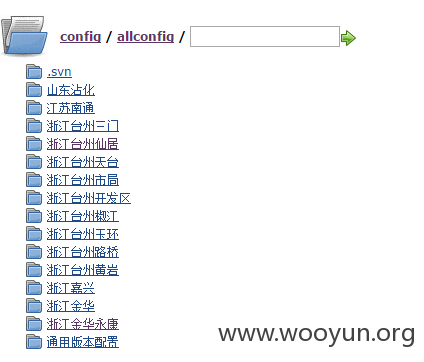 config / allconfig /
.svn
山东沾化
江苏南通
浙江台州三门
浙江台州仙居
浙江台州天台
浙江台州市局
浙江台州开发区
浙江台州椒江
浙江台州玉环
浙江台州路桥
浙江台州黄岩
浙江嘉兴
浙江金华
浙江金华永康
通用版本配置
www.wooyun.org